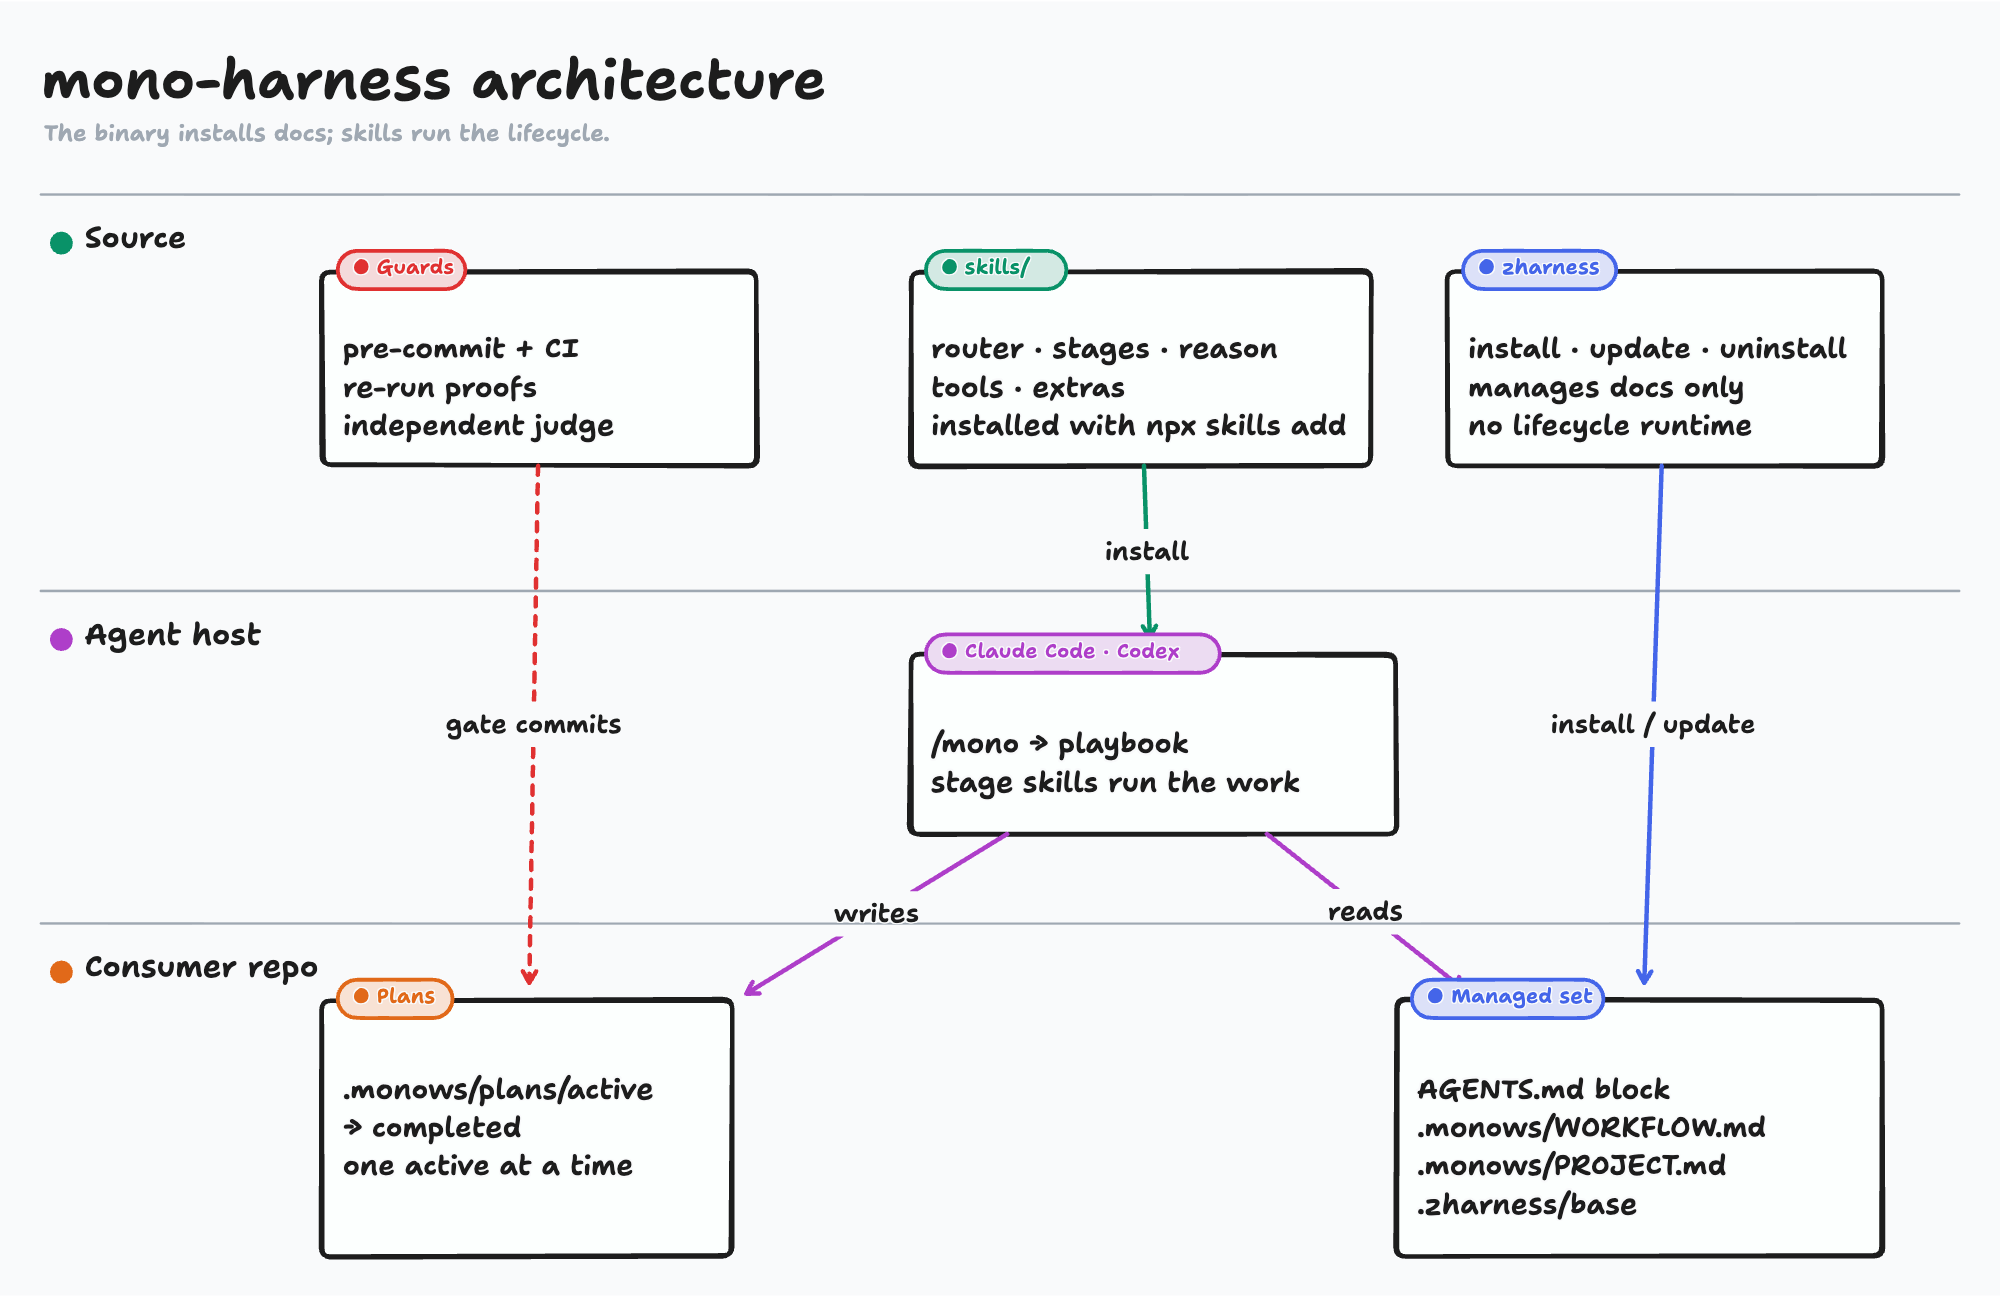 mono-harness architecture
The binary installs docs; skills run the lifecycle.
Source
Guards
pre-commit + CI
re-run proofs
independent judge
skills/
router · stages · reason
tools · extras
installed with npx skills add
zharness
install · update · uninstall
manages docs only
no lifecycle runtime
install
Agent host
Claude Code · Codex
/mono → playbook
stage skills run the work
gate commits
install / update
writes
reads
Consumer repo
Plans
.monows/plans/active
→ completed
one active at a time
Managed set
AGENTS.md block
.monows/WORKFLOW.md
.monows/PROJECT.md
.zharness/base